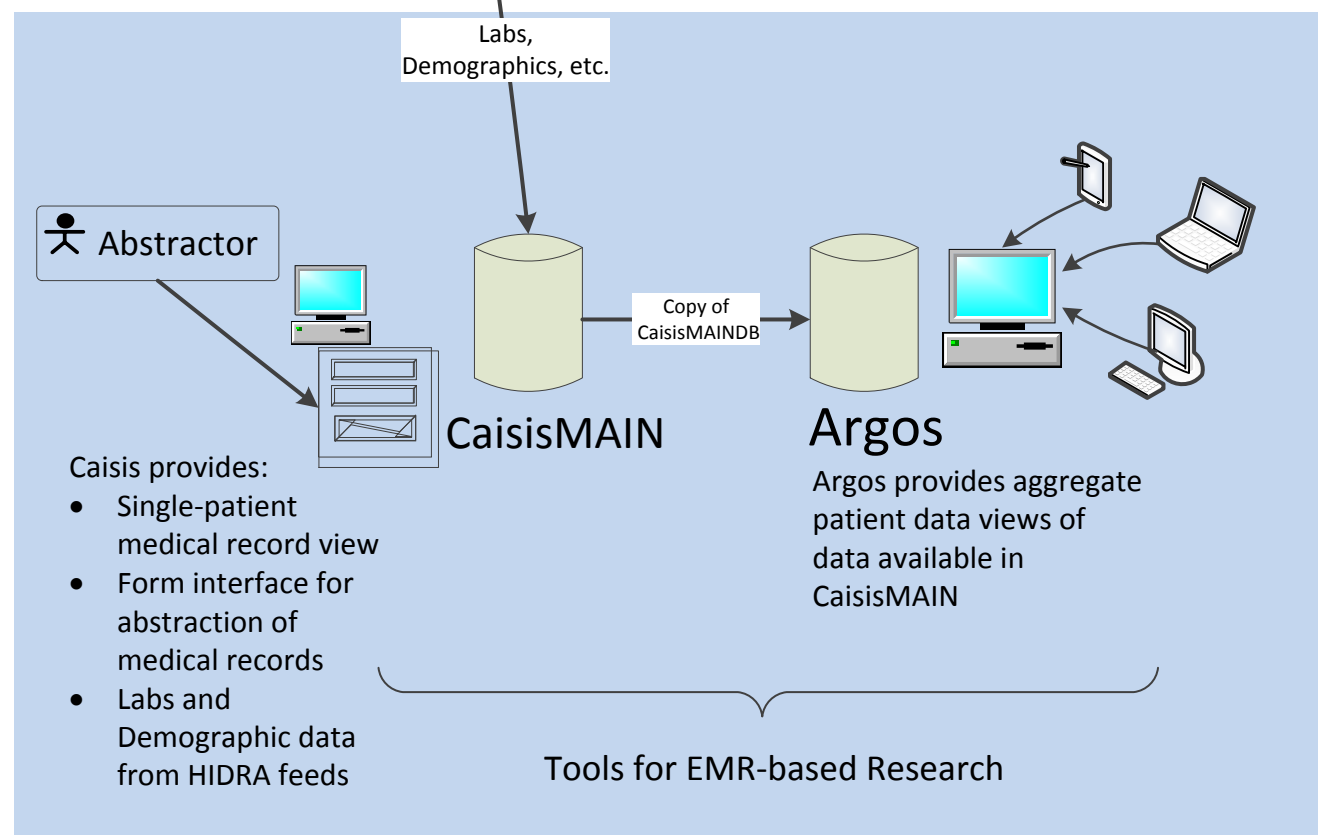 Labs,
Demographics, etc.
Abstractor
Copy of
CaisisMAINDB
CaisisMAIN
Argos
Caisis provides:
• Single-patient
medical record view
• Form interface for
abstraction of
medical records
• Labs and
Demographic data
from HIDRA feeds
Argos provides aggregate
patient data views of
data available in
CaisisMAIN
Tools for EMR-based Research